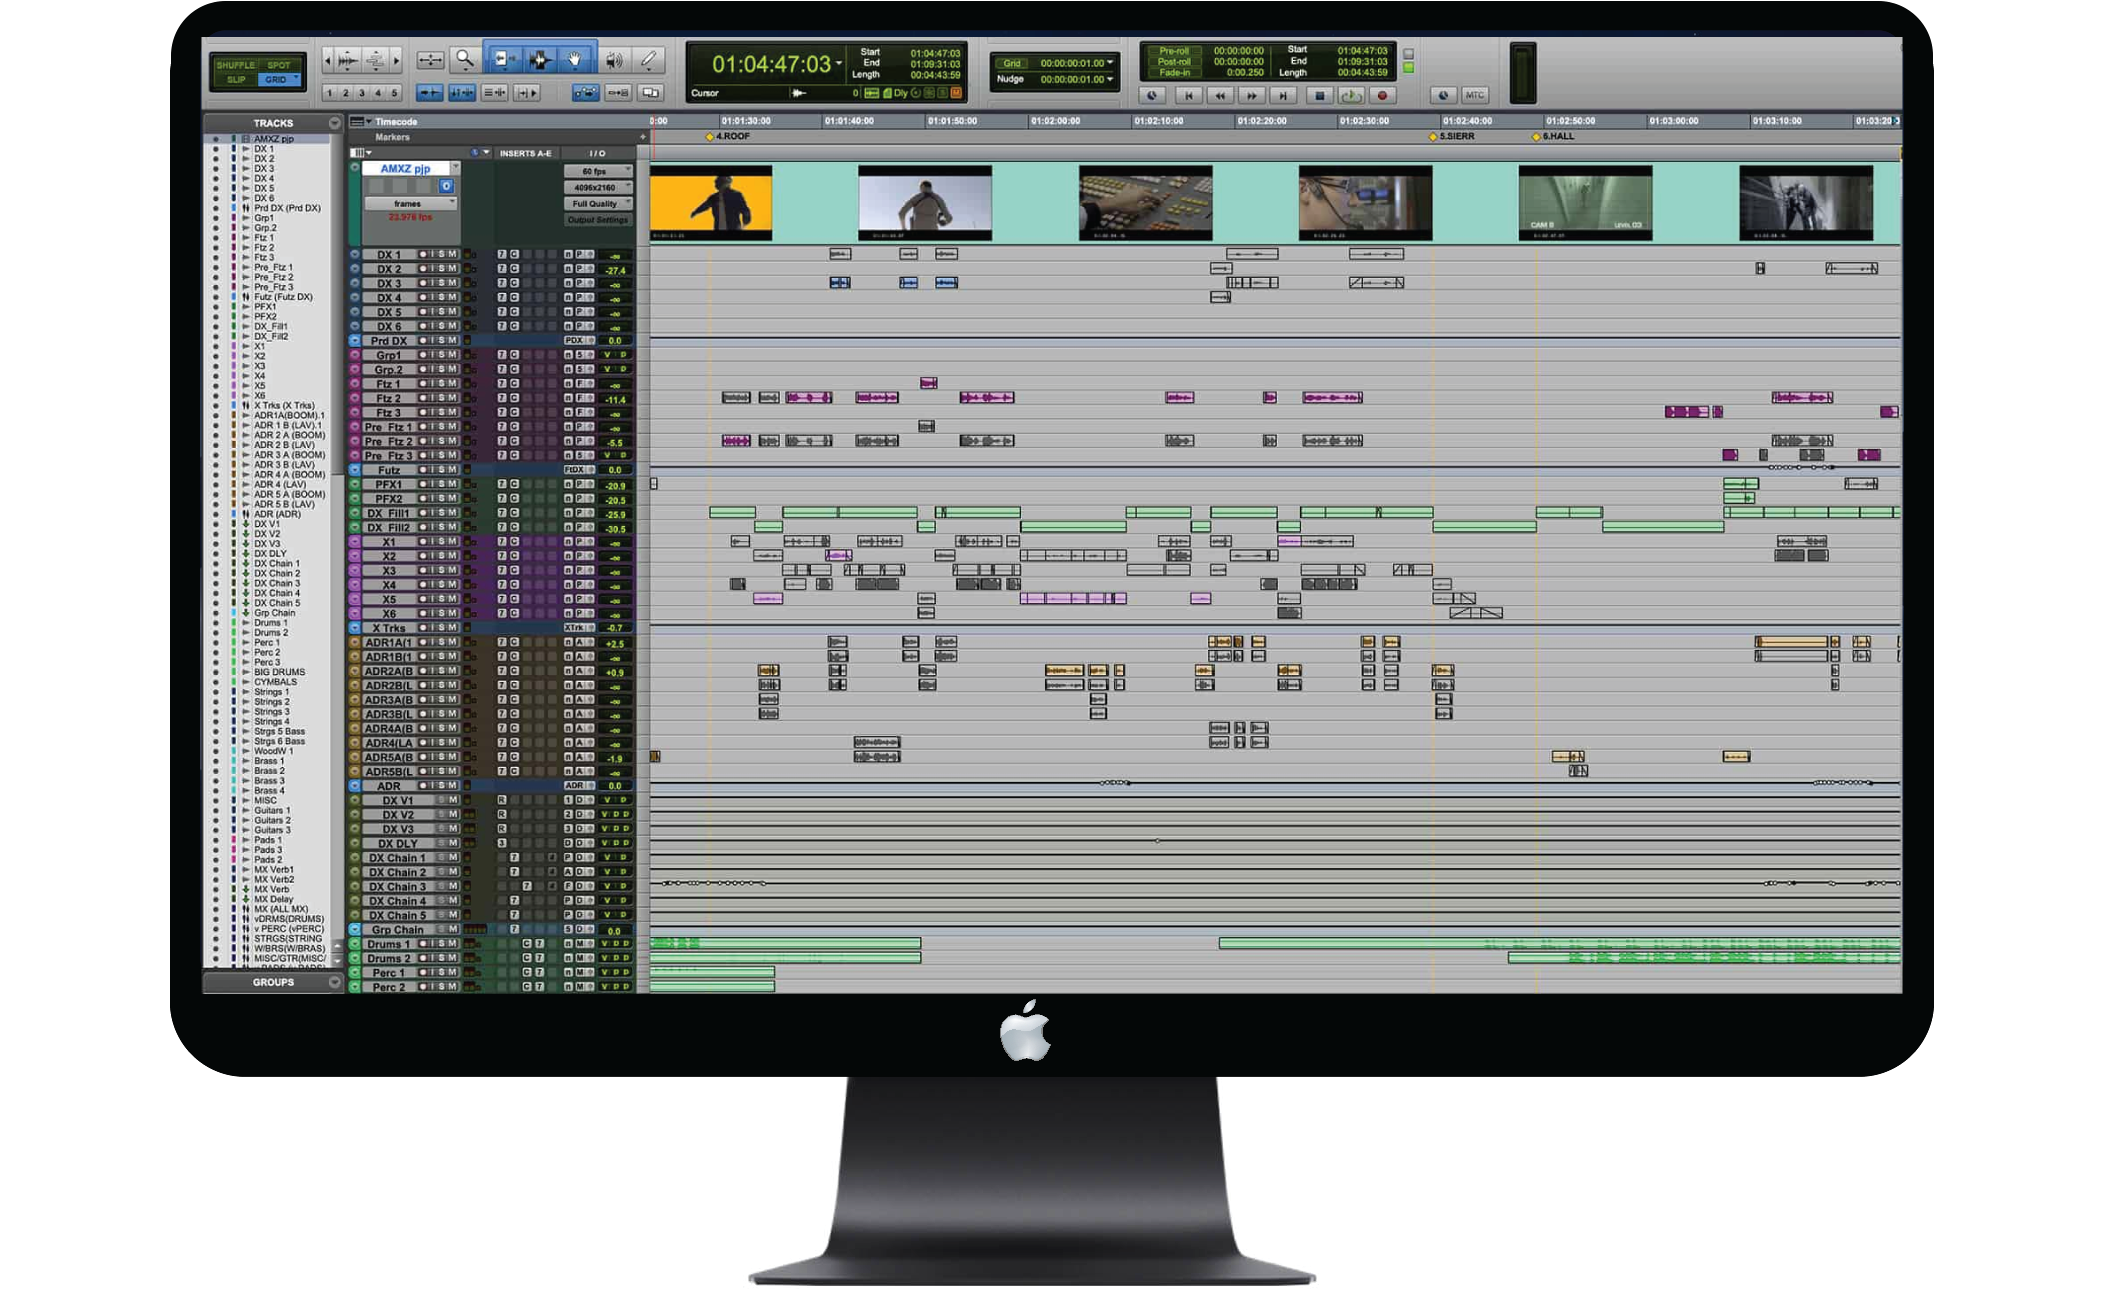 SHUFFLE SPOT
SLIP GRID
1 2 3 4 5
01:04:47:03
Start 01:04:47:03
End 01:09:31:03
Length 00:04:43:59
Cursor 0 Dly
Grid 00:00:00:01.00
Nudge 00:00:00:01.00
Pre-roll 00:00:00:00
Post-roll 00:00:00:00
Fade-in 0:00.250
Start 01:04:47:03
End 01:09:31:03
Length 00:04:43:59
MTC
TRACKS
AMXZ pjp
DX 1
DX 2
DX 3
DX 4
DX 5
DX 6
Prd DX (Prd DX)
Grp1
Grp.2
Ftz 1
Ftz 2
Ftz 3
Pre_Ftz 1
Pre_Ftz 2
Pre_Ftz 3
Futz (Futz DX)
PFX1
PFX2
DX_Fill1
DX_Fill2
X1
X2
X3
X4
X5
X6
X Trks (X Trks)
ADR1A(BOOM).1
ADR 1 B (LAV).1
ADR 2 A (BOOM)
ADR 2 B (LAV)
ADR 3 A (BOOM)
ADR 3 B (LAV)
ADR 4 A (BOOM)
ADR 4 (LAV)
ADR 5 A (BOOM)
ADR 5 B (LAV)
ADR (ADR)
DX V1
DX V2
DX V3
DX DLY
DX Chain 1
DX Chain 2
DX Chain 3
DX Chain 4
DX Chain 5
Grp Chain
Drums 1
Drums 2
Perc 1
Perc 2
Perc 3
BIG DRUMS
CYMBALS
Strings 1
Strings 2
Strings 3
Strings 4
Strgs 5 Bass
Strgs 6 Bass
WoodW 1
Brass 1
Brass 2
Brass 3
Brass 4
MISC
Guitars 1
Guitars 2
Guitars 3
Pads 1
Pads 3
Pads 2
MX Verb1
MX Verb2
MX Verb
MX Delay
MX (ALL MX)
vDRMS(DRUMS)
v PERC (vPERC)
STRGS(STRING
W/BRS(W/BRAS)
MISC/GTR(MISC/
GROUPS
Timecode 0:00 01:01:30:00 01:01:40:00 01:01:50:00 01:02:00:00 01:02:10:00 01:02:20:00 01:02:30:00 01:02:40:00 01:02:50:00 01:03:00:00 01:03:10:00 01:03:20
Markers 4.ROOF 5.SIERR 6.HALL
INSERTS A-E I / O
AMXZ pjp 60 fps
4096x2160
frames Full Quality
23.976 fps Output Settings
CAM 8
DX 1
DX 2 -27.4
DX 3
DX 4
DX 5
DX 6
Prd DX PDX 0.0
Grp1
Grp.2
Ftz 1
Ftz 2 -11.4
Ftz 3
Pre_Ftz 1
Pre_Ftz 2 -5.5
Pre_Ftz 3
Futz FtDX 0.0
PFX1 -20.9
PFX2 -20.5
DX_Fill1 -25.9
DX_Fill2 -30.5
X1
X2
X3
X4
X5
X6
X Trks XTrk -0.7
ADR1A(1 +2.5
ADR1B(1
ADR2A(B +0.9
ADR2B(L
ADR3A(B
ADR3B(L
ADR4A(B
ADR4(LA
ADR5A(B -1.9
ADR5B(L
ADR ADR 0.0
DX V1
DX V2
DX V3
DX DLY
DX Chain 1
DX Chain 2
DX Chain 3
DX Chain 4
DX Chain 5
Grp Chain 0.0
Drums 1
Drums 2
Perc 1
Perc 2